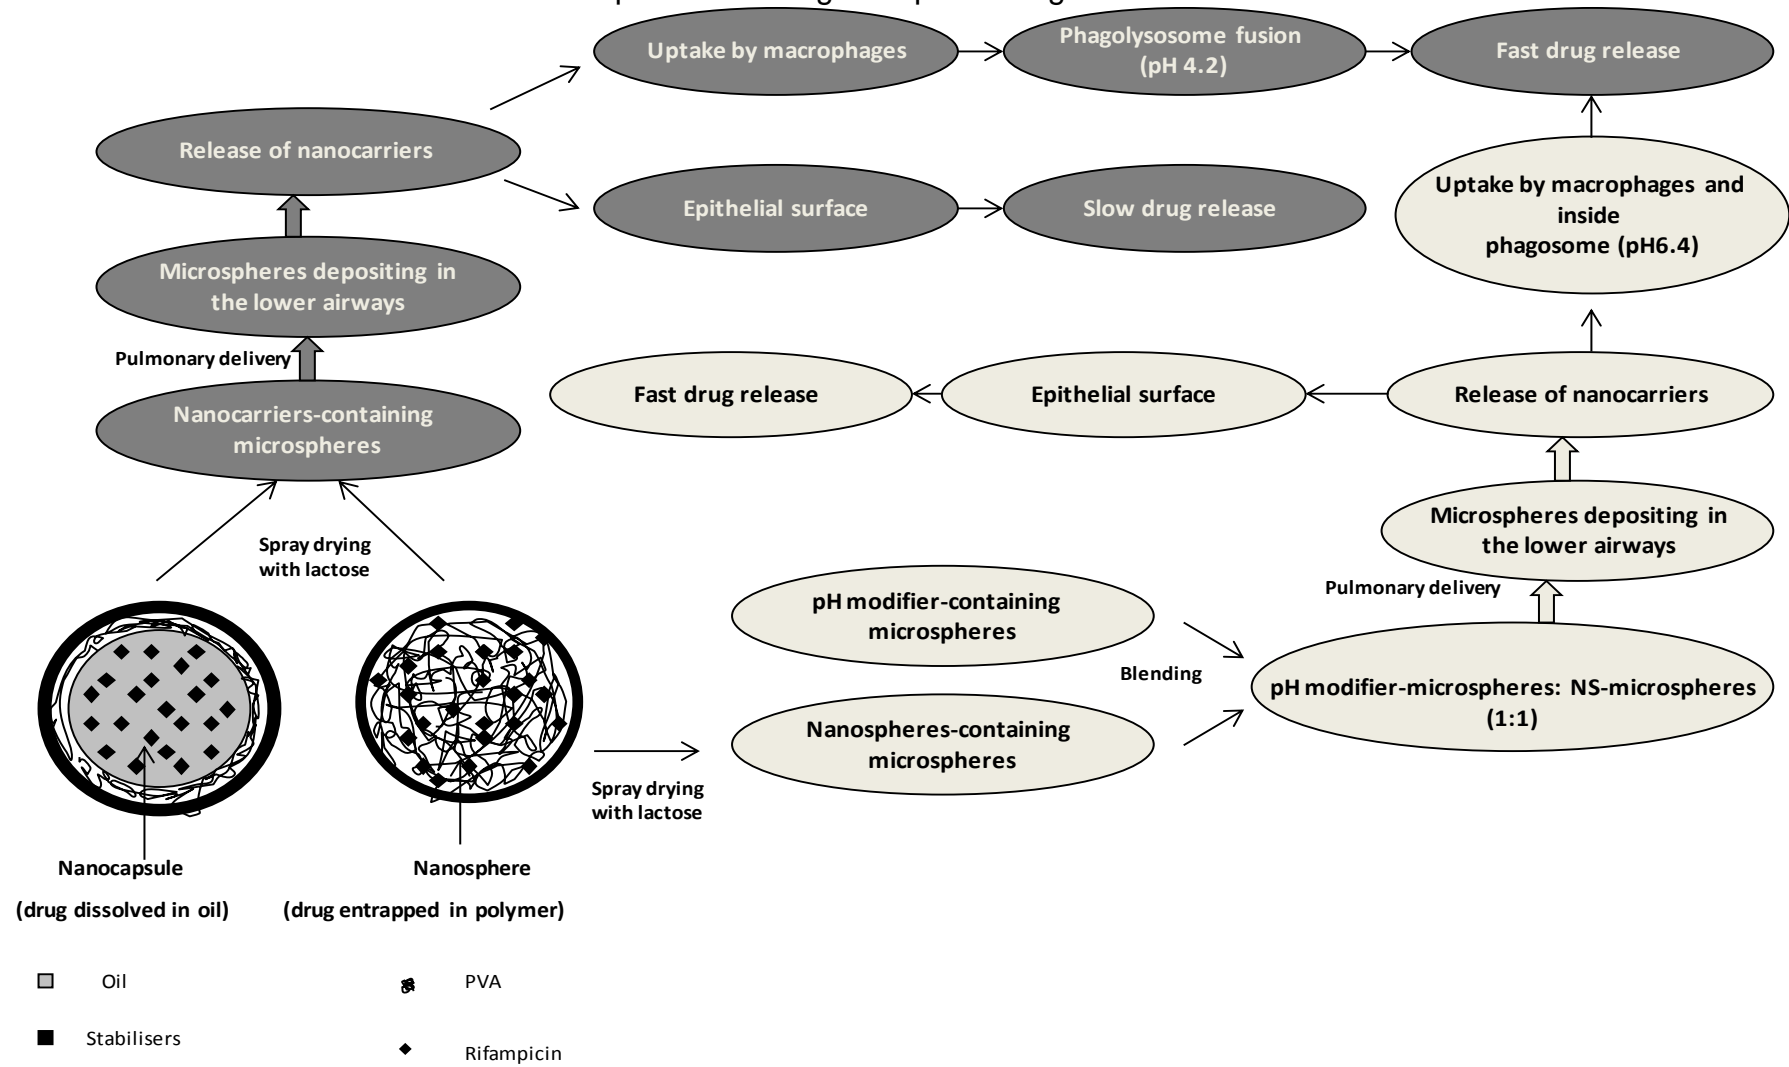 Uptake by macrophages
Phagolysosome fusion
(pH 4.2)
Fast drug release
Release of nanocarriers
Epithelial surface
Slow drug release
Uptake by macrophages and
inside
phagosome (pH6.4)
Microspheres depositing in
the lower airways
Pulmonary delivery
Nanocarriers-containing
microspheres
Fast drug release
Epithelial surface
Release of nanocarriers
Microspheres depositing in
the lower airways
Pulmonary delivery
Spray drying
with lactose
pH modifier-containing
microspheres
Blending
pH modifier-microspheres: NS-microspheres
(1:1)
Nanospheres-containing
microspheres
Spray drying
with lactose
Nanocapsule
(drug dissolved in oil)
Nanosphere
(drug entrapped in polymer)
Oil
PVA
Stabilisers
Rifampicin